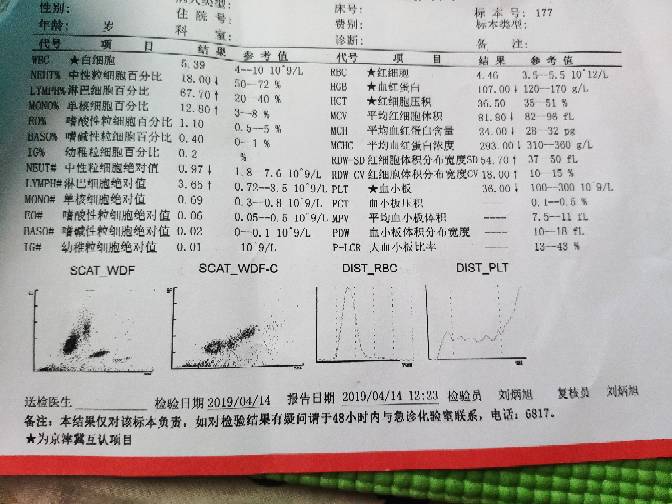 性别: 病人类型: 床号: 标 本 号: 177
年龄: 岁 住 院 号: 费别: 标本类型:
科 室: 诊断: 备 注:
代号 项 目 结 果 参 考 值 代号 项 目 结 果 参 考 值
WBC ★白细胞 5.39 4--10 10^9/L RBC ★红细胞 4.46 3.5--5.5 10^12/L
NEUT% 中性粒细胞百分比 18.00↓ 50--72 % HGB ★血红蛋白 107.00↓ 120--170 g/L
LYMPH% 淋巴细胞百分比 67.70↑ 20--40 % HCT ★红细胞压积 36.50 35--51 %
MONO% 单核细胞百分比 12.80↑ 3--8 % MCV 平均红细胞体积 81.80↓ 82--95 fL
EO% 嗜酸性粒细胞百分比 1.10 0.5--5 % MCH 平均血红蛋白含量 24.00↓ 28--32 pg
BASO% 嗜碱性粒细胞百分比 0.40 0--1 % MCHC 平均血红蛋白浓度 293.00↓ 310--360 g/L
IG% 幼稚粒细胞百分比 0.2 % RDW-SD 红细胞体积分布宽度SD 54.70↑ 37--50 fL
NEUT# 中性粒细胞绝对值 0.97↓ 1.8--7.6 10^9/L RDW CV 红细胞体积分布宽度CV 18.00↑ 10--15 %
LYMPH# 淋巴细胞绝对值 3.65↑ 0.72--3.5 10^9/L PLT ★血小板 36.00↓ 100--300 10^9/L
MONO# 单核细胞绝对值 0.69 0.3--0.8 10^9/L PCT 血小板压积 ---- 0.1--0.5 %
EO# 嗜酸性粒细胞绝对值 0.06 0.05--0.5 10^9/L MPV 平均血小板体积 ---- 7.5--11 fL
BASO# 嗜碱性粒细胞绝对值 0.02 0--0.1 10^9/L PDW 血小板体积分布宽度 ---- 10--18 fL
IG# 幼稚粒细胞绝对值 0.01 10^9/L P-LCR 大血小板比率 ---- 13--43 %
SCAT_WDF SCAT_WDF-C DIST_RBC DIST_PLT
送检医生 检验日期 2019/04/14 报告日期 2019/04/14 12:33 检验员 刘炳旭 复核员 刘炳旭
备注: 本结果仅对该标本负责, 如对检验结果有疑问请于48小时内与急诊化验室联系, 电话: 6817.
★为京津冀互认项目